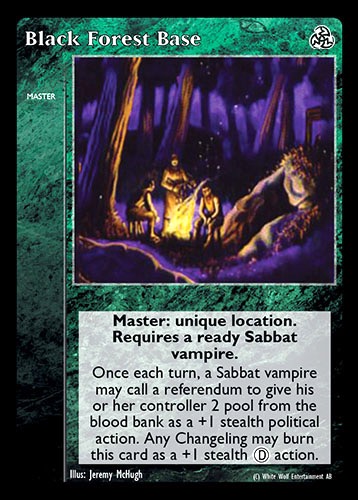 Black Forest Base
MASTER
Master: unique location.
Requires a ready Sabbat
vampire.
Once each turn, a Sabbat vampire
may call a referendum to give his
or her controller 2 pool from the
blood bank as a +1 stealth political
action. Any Changeling may burn
this card as a +1 stealth Ⓓ action.
Illus: Jeremy McHugh
(C) White Wolf Entertainment AB